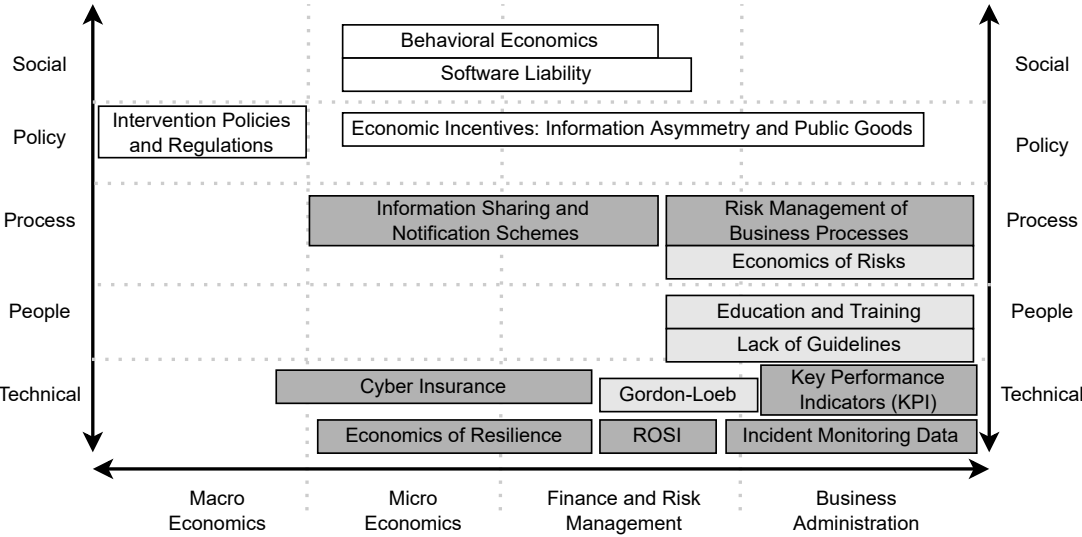 Behavioral Economics
Social
Social
Software Liability
Intervention Policies
and Regulations
Economic Incentives: Information Asymmetry and Public Goods
Policy
Policy
Information Sharing and
Notification Schemes
Risk Management of
Business Processes
Process
Process
Economics of Risks
Education and Training
People
People
Lack of Guidelines
Cyber Insurance
Gordon-Loeb
Key Performance
Indicators (KPI)
Technical
Technical
Economics of Resilience
ROSI
Incident Monitoring Data
Macro
Economics
Micro
Economics
Finance and Risk
Management
Business
Administration